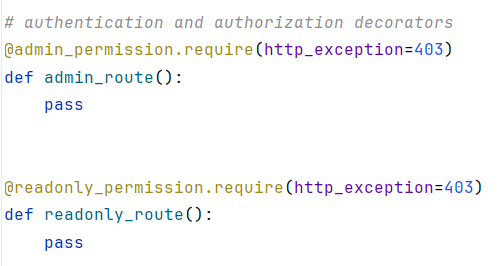 # authentication and authorization decorators
@admin_permission.require(http_exception=403)
def admin_route():
    pass
@readonly_permission.require(http_exception=403)
def readonly_route():
    pass